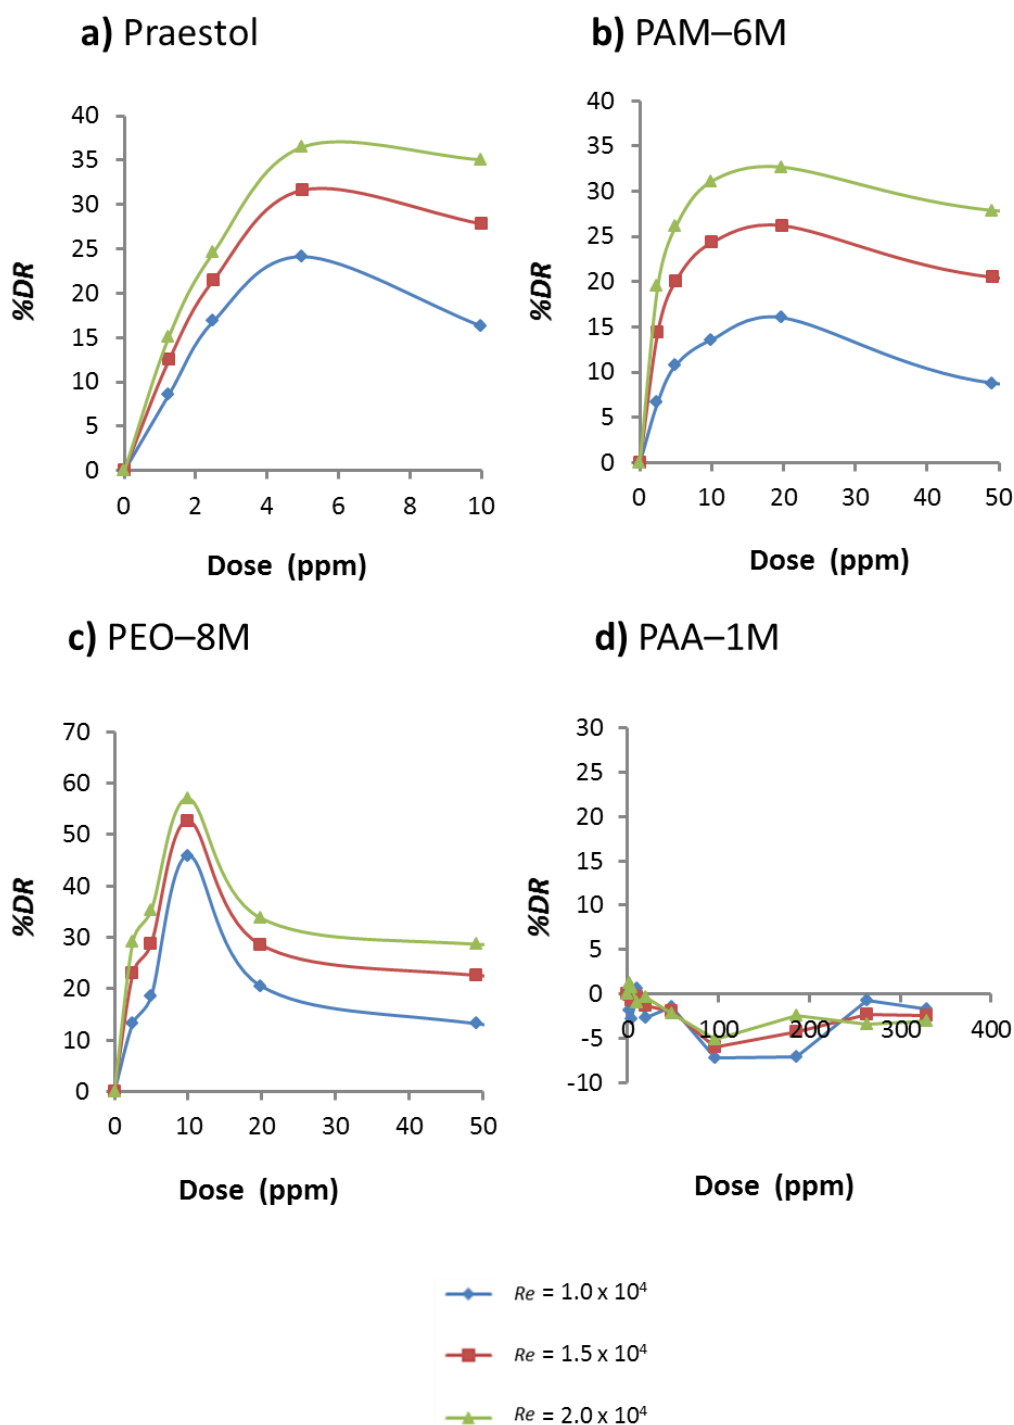 a) Praestol
b) PAM–6M
40
35
30
25
20
15
10
5
0
%DR
0 2 4 6 8 10
Dose (ppm)
40
35
30
25
20
15
10
5
0
%DR
0 10 20 30 40 50
Dose (ppm)
c) PEO–8M
d) PAA–1M
70
60
50
40
30
20
10
0
%DR
0 10 20 30 40 50
Dose (ppm)
30
25
20
15
10
5
0
-5
-10
%DR
0 100 200 300 400
Dose (ppm)
Re = 1.0 x 10⁴
Re = 1.5 x 10⁴
Re = 2.0 x 10⁴